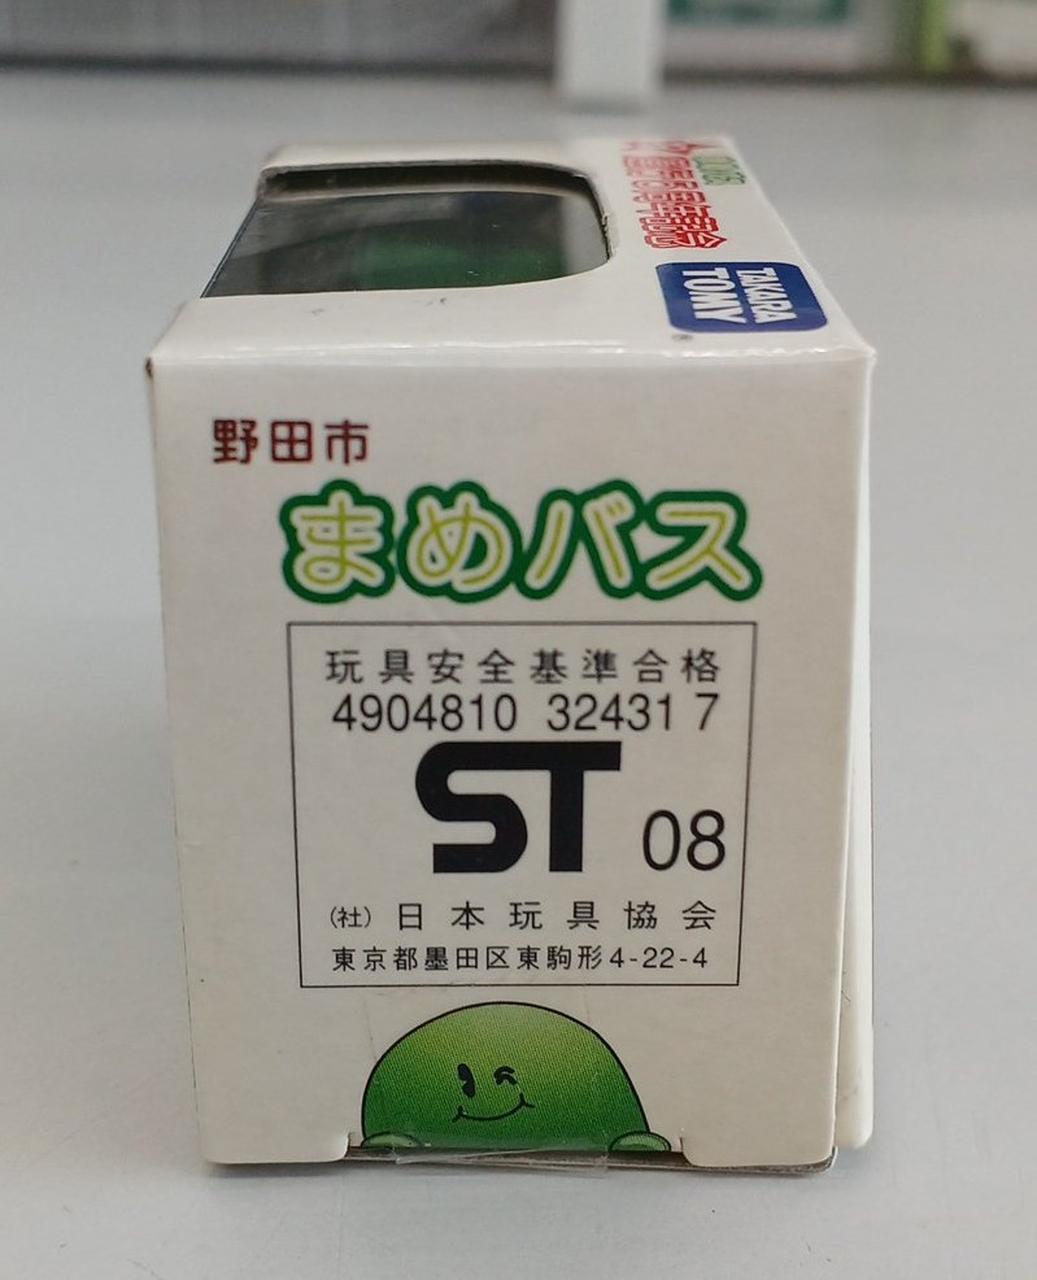 TAKARA
TOMY
野田市
まめバス
玩具安全基準合格
4904810 32431 7
ST 08
(社) 日本玩具協会
東京都墨田区東駒形4-22-4